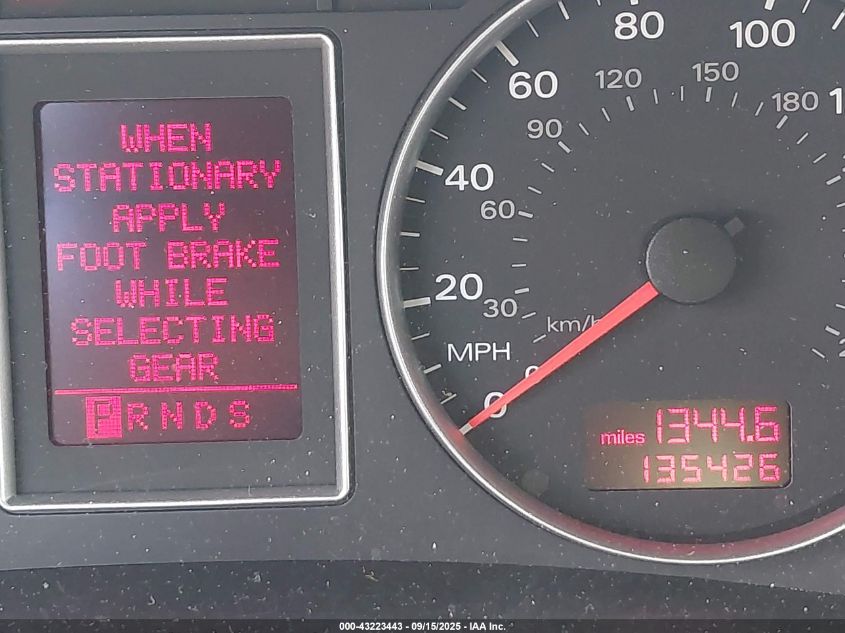 WHEN
STATIONARY
APPLY
FOOT BRAKE
WHILE
SELECTING
GEAR
P R N D S
80
100
60
120
150
180
90
40
60
20
30
km/h
MPH
0
0
miles 1344.6
135426
000-43223443 - 09/15/2025 - IAA Inc.